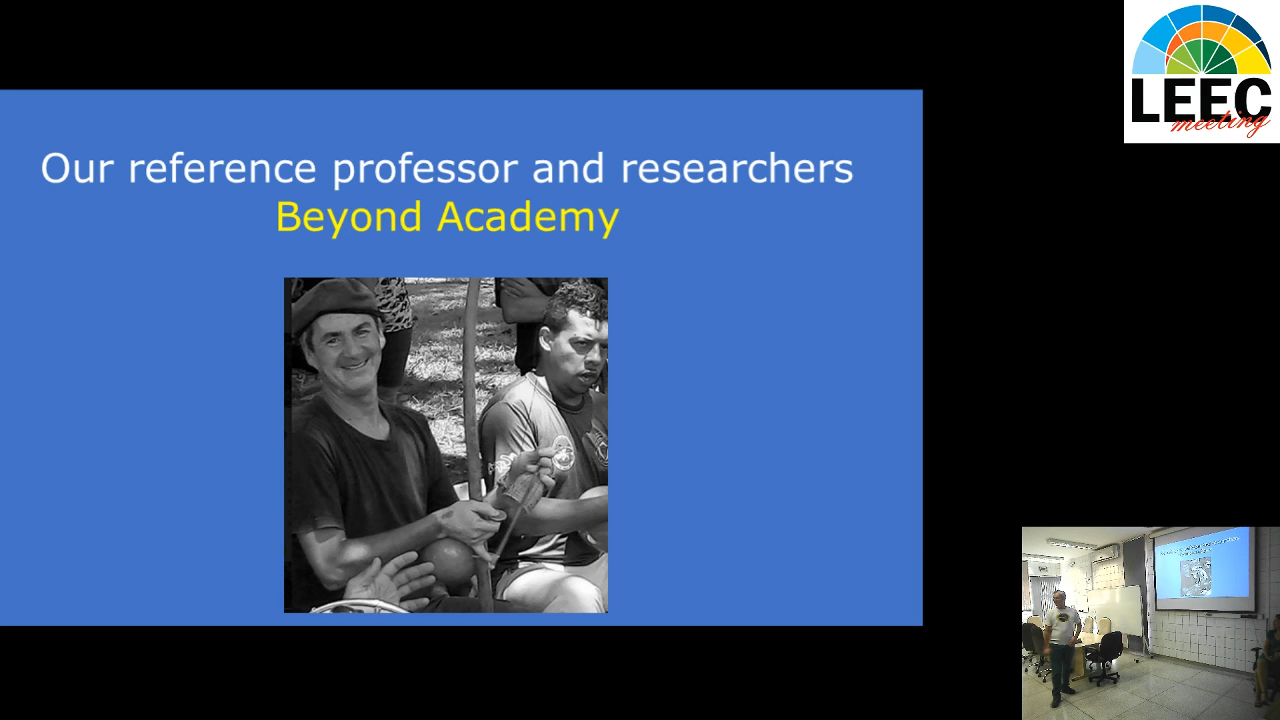 Our reference professor and researchers
Beyond Academy
LEEC
meeting